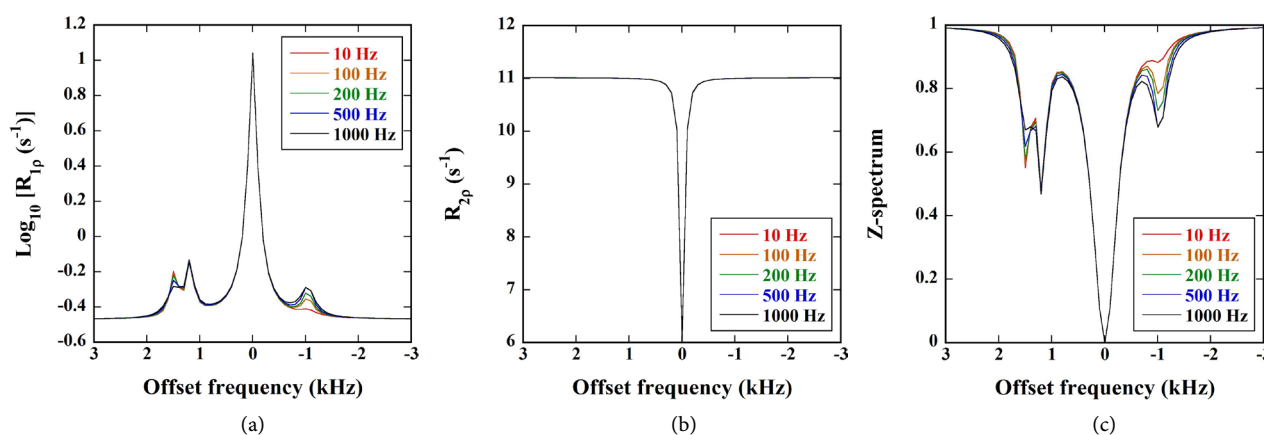 1.2
1
0.8
0.6
0.4
0.2
0
-0.2
-0.4
-0.6
Log₁₀ [R₁ρ (s⁻¹)]
10 Hz
100 Hz
200 Hz
500 Hz
1000 Hz
3 2 1 0 -1 -2 -3
Offset frequency (kHz)
(a)
12
11
10
9
8
7
6
R₂ρ (s⁻¹)
10 Hz
100 Hz
200 Hz
500 Hz
1000 Hz
3 2 1 0 -1 -2 -3
Offset frequency (kHz)
(b)
1
0.8
0.6
0.4
0.2
0
Z-spectrum
10 Hz
100 Hz
200 Hz
500 Hz
1000 Hz
3 2 1 0 -1 -2 -3
Offset frequency (kHz)
(c)